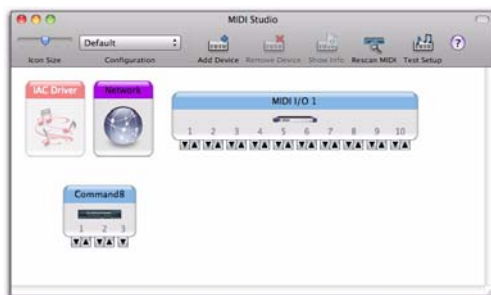 MIDI Studio
Default
Icon Size Configuration Add Device Remove Device Show Info Rescan MIDI Test Setup ?
IAC Driver Network MIDI I/O 1
1 2 3 4 5 6 7 8 9 10
Command8
1 2 3